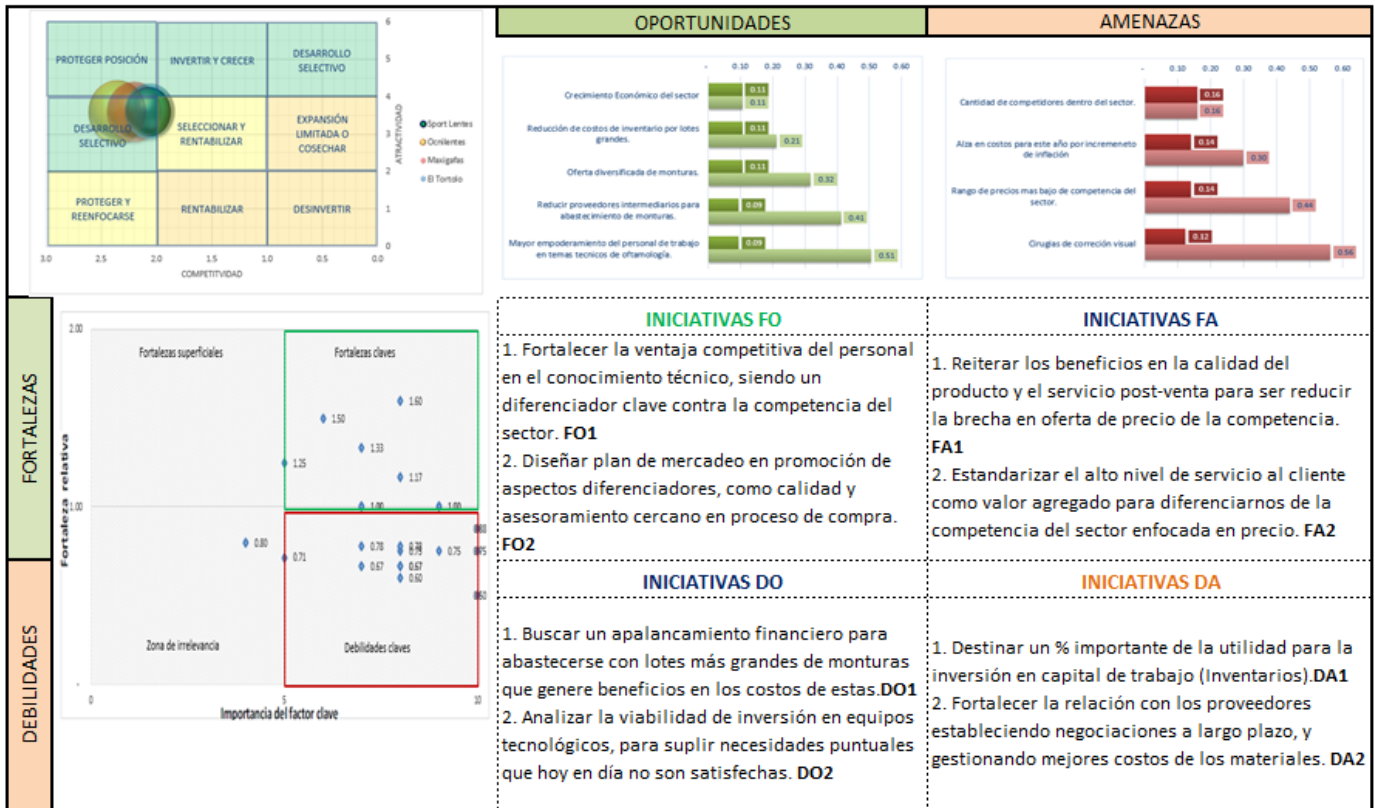 OPORTUNIDADES
AMENAZAS
PROTEGER POSICIÓN
INVERTIR Y CRECER
DESARROLLO
SELECTIVO
DESARROLLO
SELECTIVO
SELECCIONAR Y
RENTABILIZAR
EXPANSIÓN
LIMITADA O
COSECHAR
PROTEGER Y
REENFOCARSE
RENTABILIZAR
DESINVERTIR
6
5
4
3
2
1
0
ATRACTIVIDAD
3.0 2.5 2.0 1.5 1.0 0.5 0.0
COMPETITVIDAD
Sport Lentes
Ocnilentes
Maxigafas
El Tortolo
- 0.10 0.20 0.30 0.40 0.50 0.60
Crecimiento Económico del sector
0.11
0.11
Reducción de costos de inventario por lotes
grandes.
0.11
0.21
Oferta diversificada de monturas.
0.11
0.32
Reducir proveedores intermediarios para
abastecimiento de monturas.
0.09
0.41
Mayor empoderamiento del personal de trabajo
en temas tecnicos de oftamología.
0.09
0.51
- 0.10 0.20 0.30 0.40 0.50 0.60
Cantidad de competidores dentro del sector.
0.16
0.16
Alza en costos para este año por incremeneto
de inflación
0.14
0.30
Rango de precios mas bajo de competencia del
sector.
0.14
0.44
Cirugias de correción visual
0.12
0.56
FORTALEZAS
DEBILIDADES
2.00
1.00
-
Fortaleza relativa
Fortalezas superficiales
Fortalezas claves
1.60
1.50
1.33
1.25
1.17
1.00 1.00
0.80
0.71
0.78
0.75
0.67 0.67
0.60
Zona de irrelevancia
Debilidades claves
0 5 10
Importancia del factor clave
INICIATIVAS FO
1. Fortalecer la ventaja competitiva del personal
en el conocimiento técnico, siendo un
diferenciador clave contra la competencia del
sector. FO1
2. Diseñar plan de mercadeo en promoción de
aspectos diferenciadores, como calidad y
asesoramiento cercano en proceso de compra.
FO2
INICIATIVAS FA
1. Reiterar los beneficios en la calidad del
producto y el servicio post-venta para ser reducir
la brecha en oferta de precio de la competencia.
FA1
2. Estandarizar el alto nivel de servicio al cliente
como valor agregado para diferenciarnos de la
competencia del sector enfocada en precio. FA2
INICIATIVAS DO
1. Buscar un apalancamiento financiero para
abastecerse con lotes más grandes de monturas
que genere beneficios en los costos de estas.DO1
2. Analizar la viabilidad de inversión en equipos
tecnológicos, para suplir necesidades puntuales
que hoy en día no son satisfechas. DO2
INICIATIVAS DA
1. Destinar un % importante de la utilidad para la
inversión en capital de trabajo (Inventarios).DA1
2. Fortalecer la relación con los proveedores
estableciendo negociaciones a largo plazo, y
gestionando mejores costos de los materiales. DA2